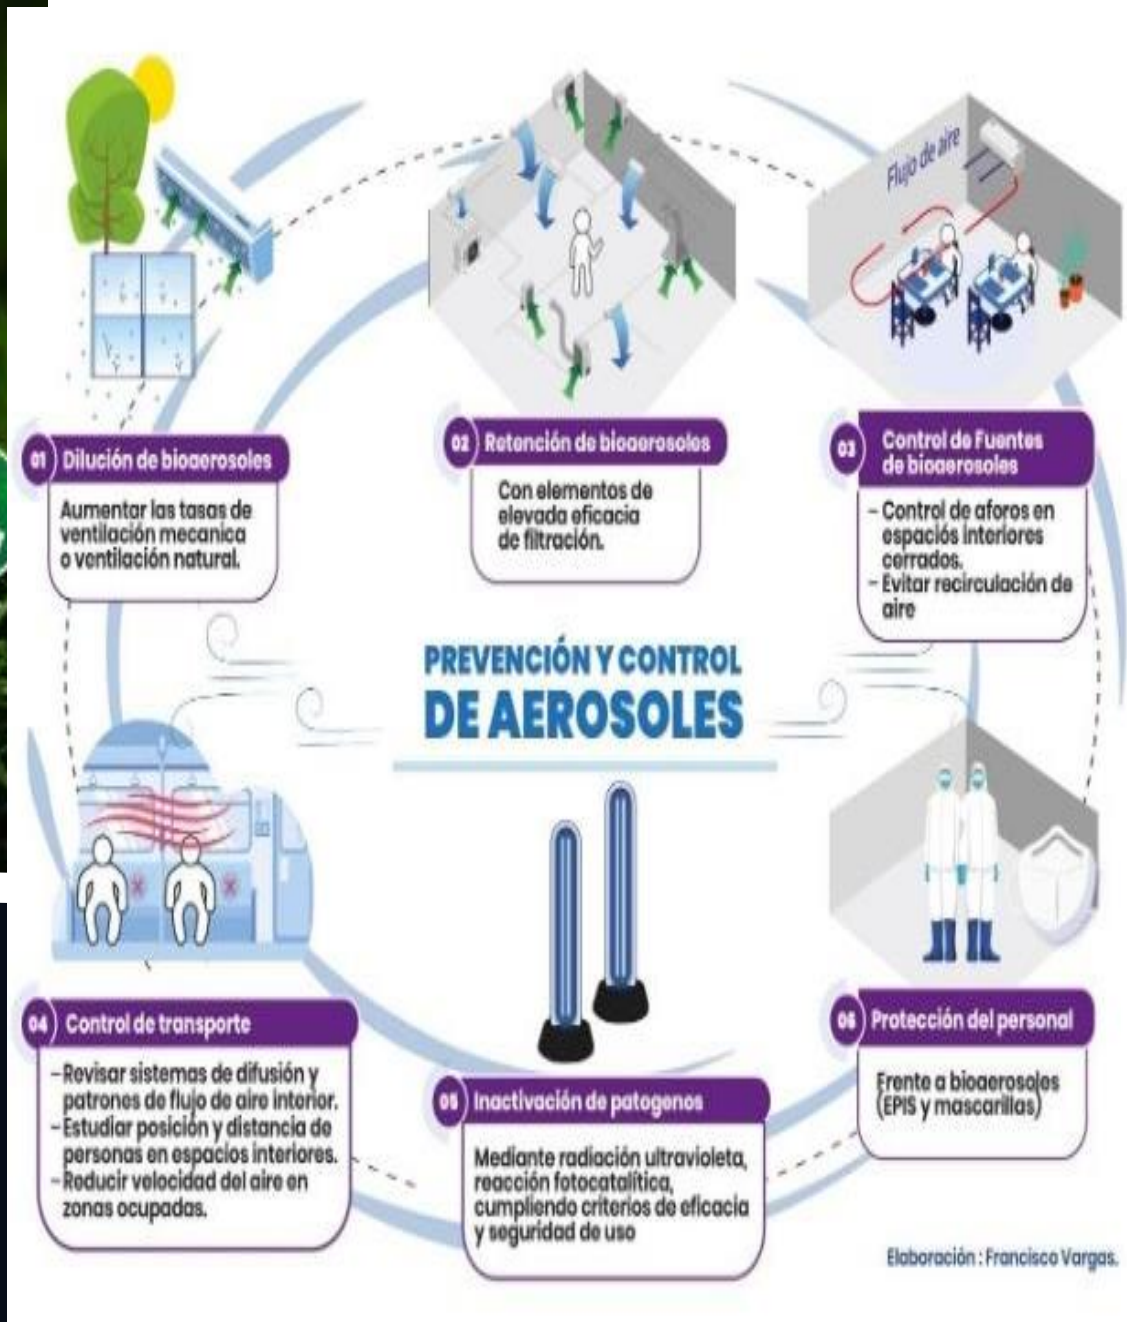 Flujo de aire
01 Dilución de bioaerosoles
Aumentar las tasas de
ventilación mecanica
o ventilación natural.
02 Retención de bioaerosoles
Con elementos de
elevada eficacia
de filtración.
03 Control de Fuentes
de bioaerosoles
- Control de aforos en
espaciós interiores
cerrados.
- Evitar recirculación de
aire
PREVENCIÓN Y CONTROL
DE AEROSOLES
04 Control de transporte
-Revisar sistemas de difusión y
patrones de flujo de aire interior.
-Estudiar posición y distancia de
personas en espacios interiores.
-Reducir velocidad del aire en
zonas ocupadas.
05 Inactivación de patogenos
Mediante radiación ultravioleta,
reacción fotocatalítica,
cumpliendo criterios de eficacia
y seguridad de uso
06 Protección del personal
Frente a bioaerosoles
(EPIS y mascarillas)
Elaboración : Francisco Vargas.